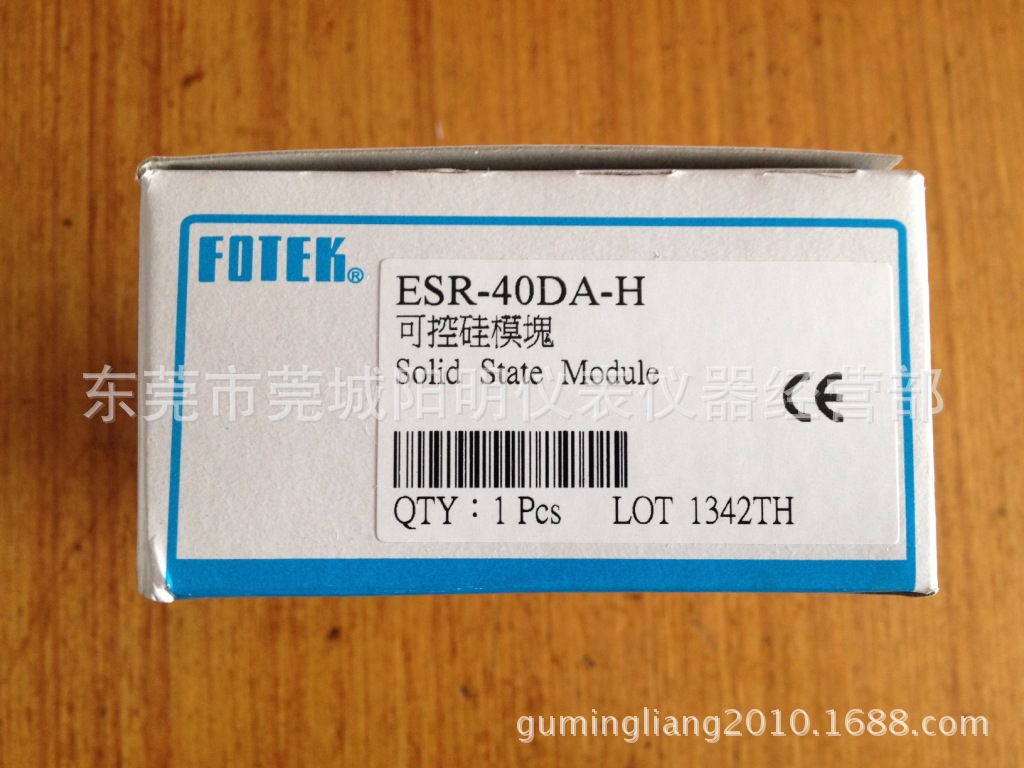 FOTEK®
ESR-40DA-H
可控硅模塊
Solid State Module
东莞市莞城阳明仪表仪器经营部
CE
QTY：1 Pcs LOT 1342TH
gumingliang2010.1688.com